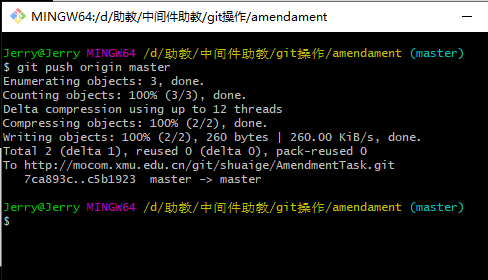 MINGW64:/d/助教/中间件助教/git操作/amendament
Jerry@Jerry MINGW64 /d/助教/中间件助教/git操作/amendament (master)
$ git push origin master
Enumerating objects: 3, done.
Counting objects: 100% (3/3), done.
Delta compression using up to 12 threads
Compressing objects: 100% (2/2), done.
Writing objects: 100% (2/2), 260 bytes | 260.00 KiB/s, done.
Total 2 (delta 1), reused 0 (delta 0), pack-reused 0
To http://mocom.xmu.edu.cn/git/shuaige/AmendmentTask.git
   7ca893c..c5b1923  master -> master
Jerry@Jerry MINGW64 /d/助教/中间件助教/git操作/amendament (master)
$